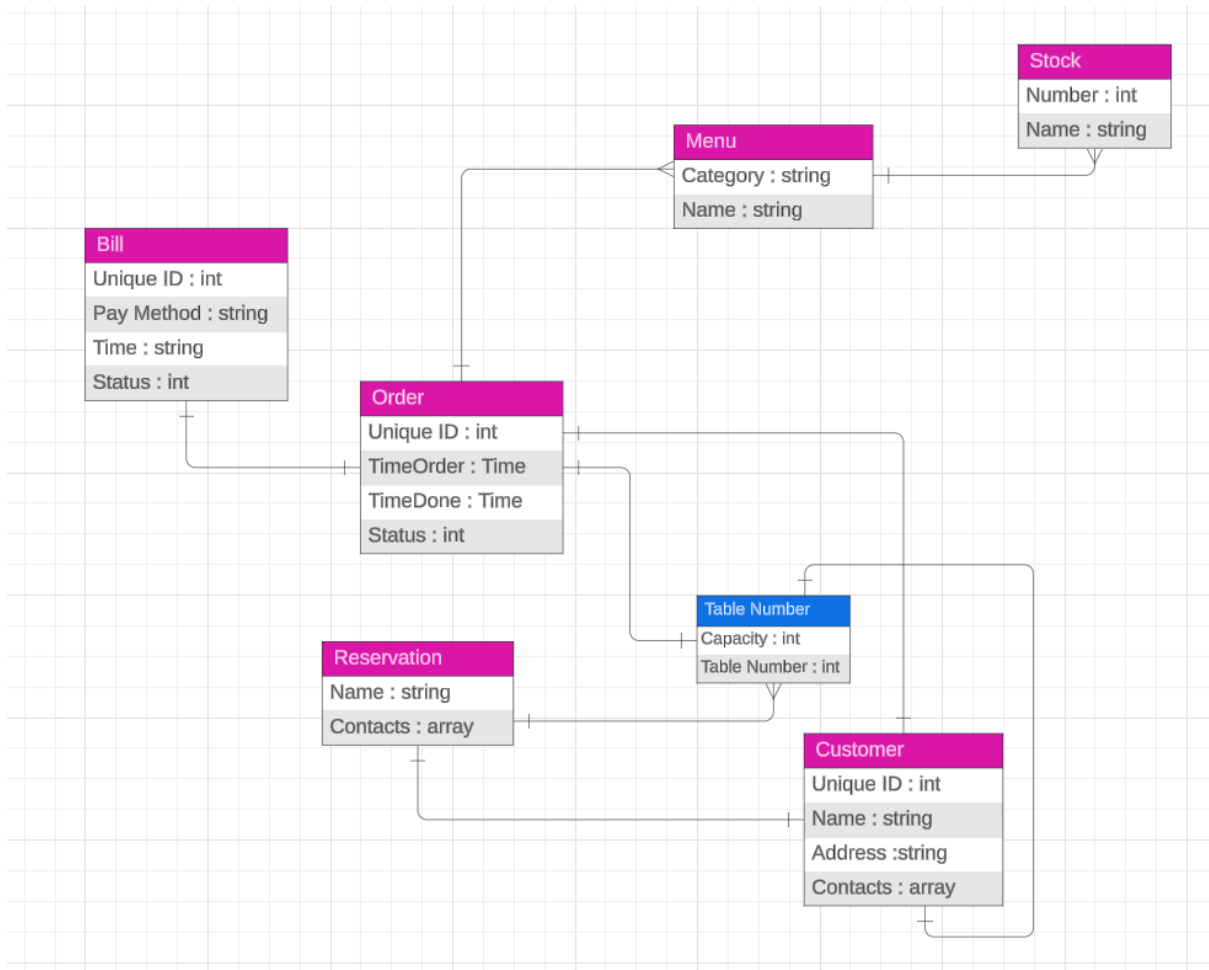 Stock
Number : int
Name : string
Menu
Category : string
Name : string
Bill
Unique ID : int
Pay Method : string
Time : string
Status : int
Order
Unique ID : int
TimeOrder : Time
TimeDone : Time
Status : int
Table Number
Capacity : int
Table Number : int
Reservation
Name : string
Contacts : array
Customer
Unique ID : int
Name : string
Address :string
Contacts : array